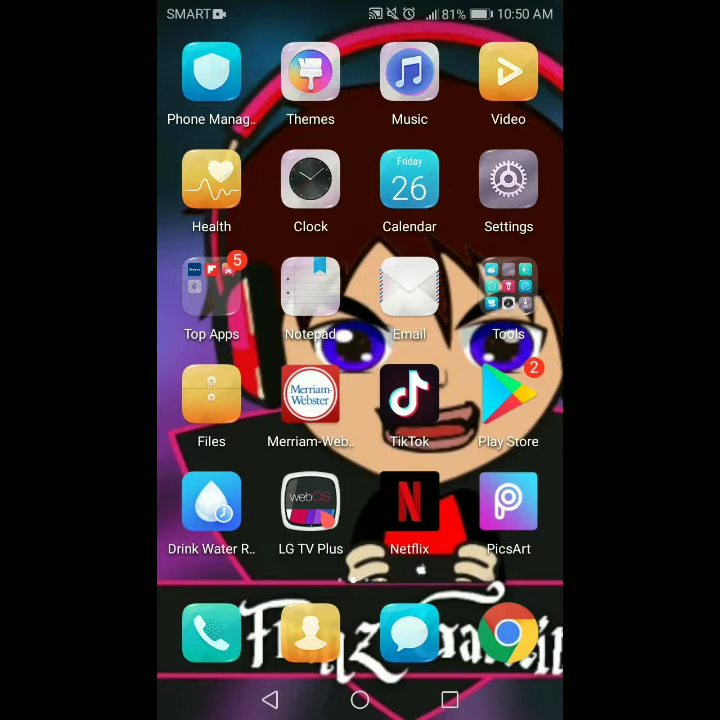 SMART 81% 10:50 AM
Phone Manag.. Themes Music Video
Friday
26
Health Clock Calendar Settings
5
Top Apps Notepad Email Tools
Merriam-
Webster
2
Files Merriam-Web.. TikTok Play Store
webOS
Drink Water R.. LG TV Plus Netflix PicsArt